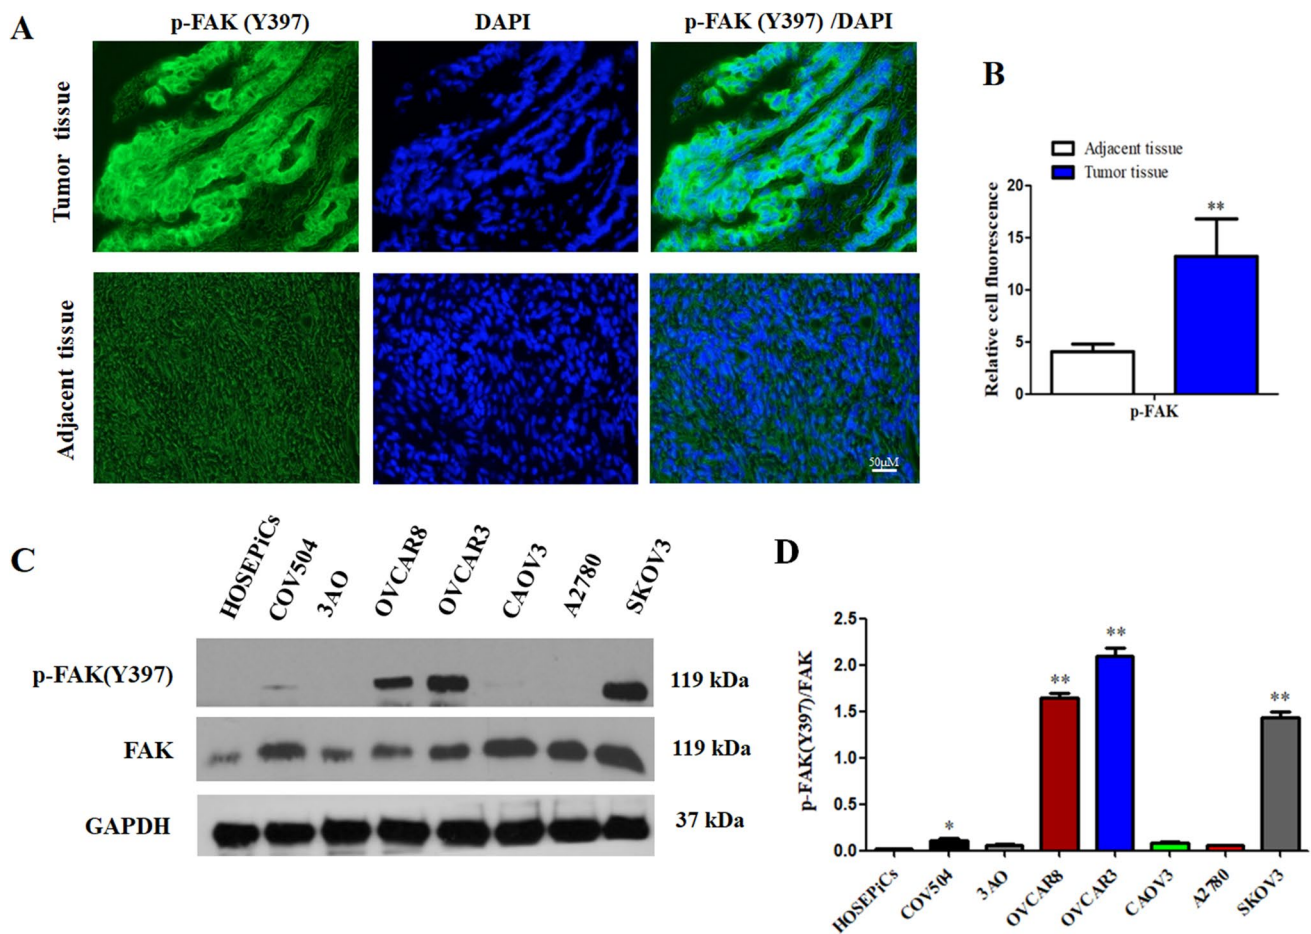 A
p-FAK (Y397)
DAPI
p-FAK (Y397) /DAPI
Tumor tissue
Adjacent tissue
50μM
B
Adjacent tissue
Tumor tissue
Relative cell fluorescence
20
15
10
5
0
**
p-FAK
C
HOSEPiCs
COV504
3AO
OVCAR8
OVCAR3
CAOV3
A2780
SKOV3
p-FAK(Y397)
119 kDa
FAK
119 kDa
GAPDH
37 kDa
D
p-FAK(Y397)/FAK
2.5
2.0
1.5
1.0
0.5
0.0
*
**
**
**
HOSEPiCs
COV504
3AO
OVCAR8
OVCAR3
CAOV3
A2780
SKOV3